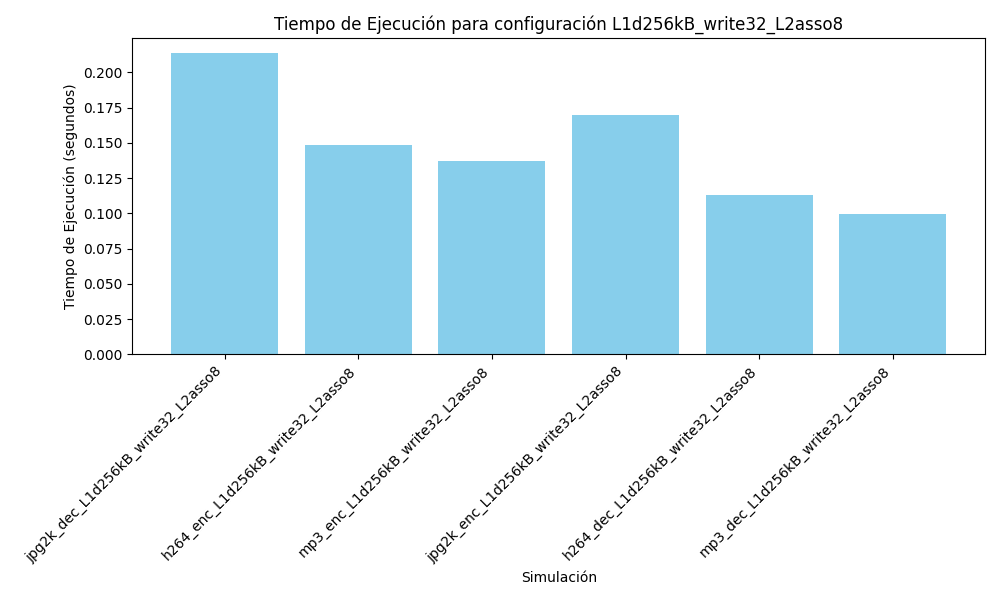 Tiempo de Ejecución para configuración L1d256kB_write32_L2asso8
Tiempo de Ejecución (segundos)
0.200
0.175
0.150
0.125
0.100
0.075
0.050
0.025
0.000
jpg2k_dec_L1d256kB_write32_L2asso8
h264_enc_L1d256kB_write32_L2asso8
mp3_enc_L1d256kB_write32_L2asso8
jpg2k_enc_L1d256kB_write32_L2asso8
h264_dec_L1d256kB_write32_L2asso8
mp3_dec_L1d256kB_write32_L2asso8
Simulación